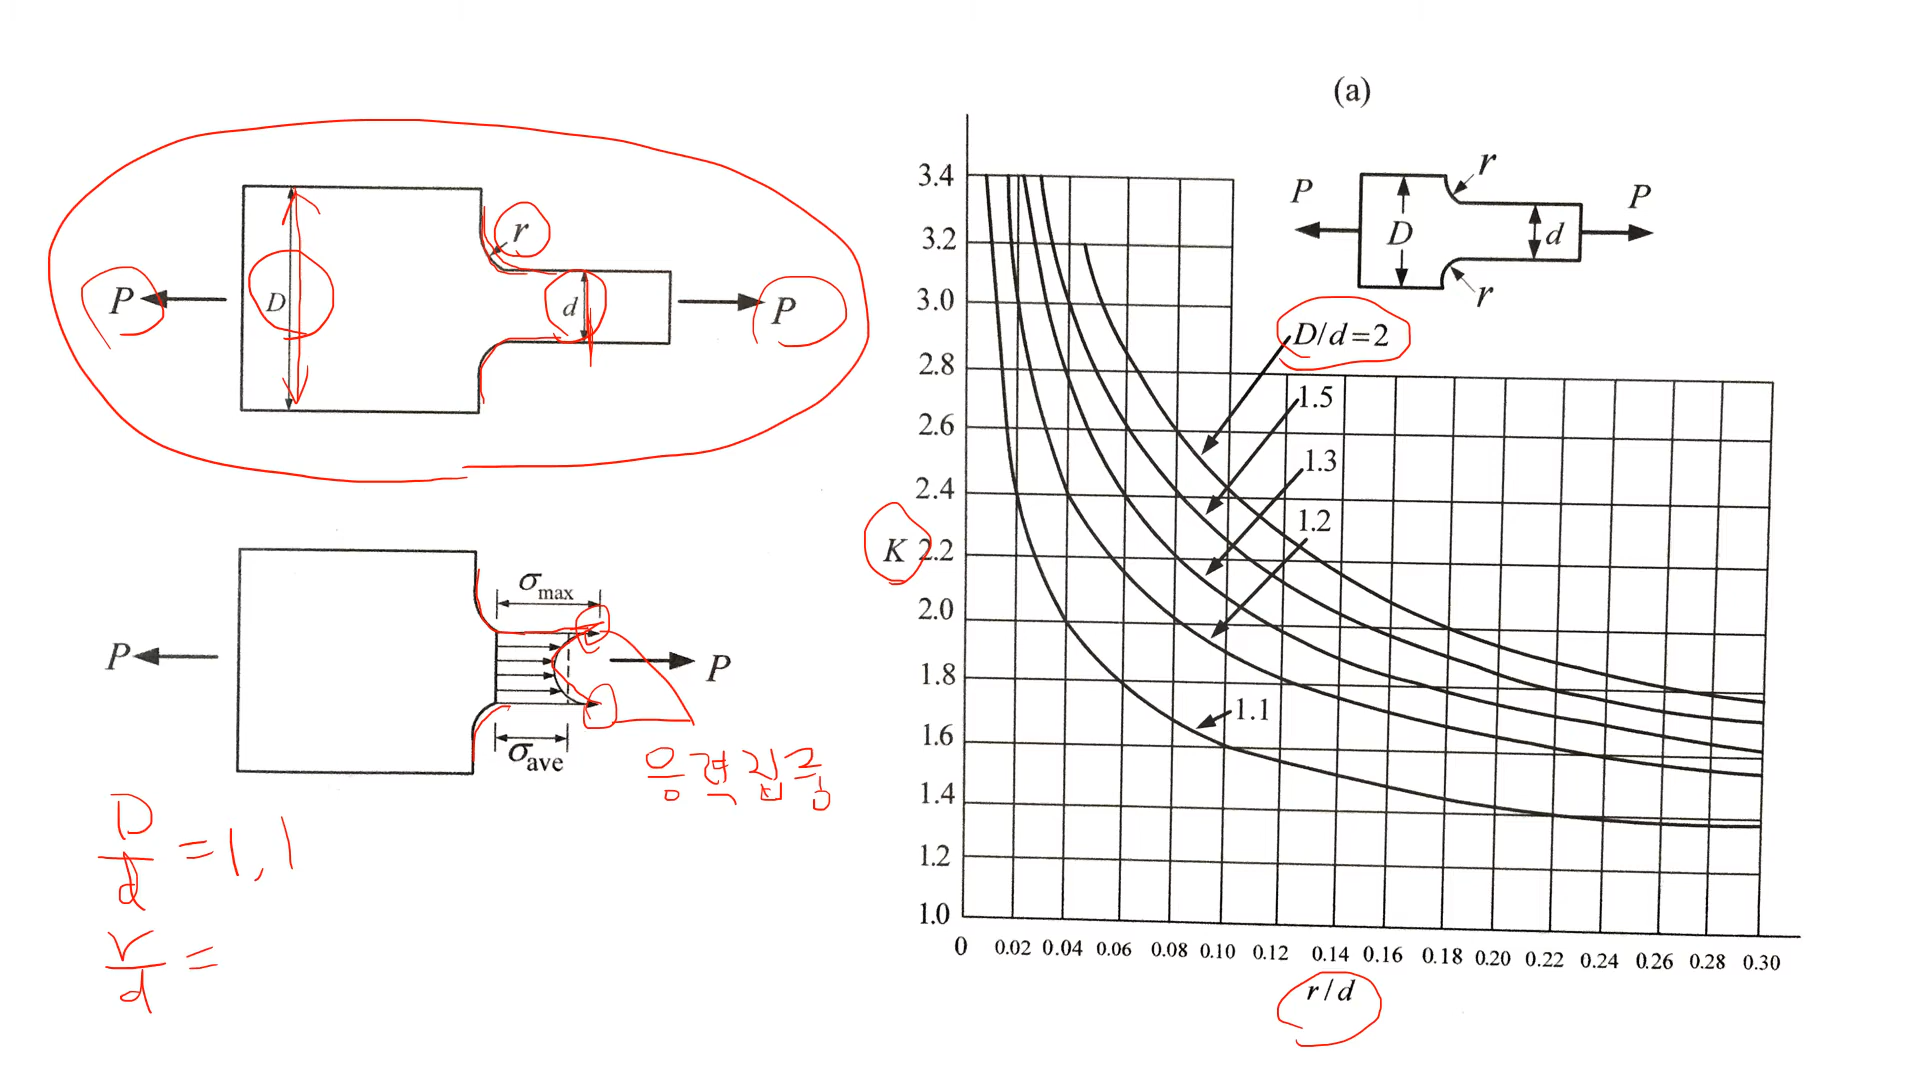 (a)
r
P
D
d
P
σmax
P
P
σave
응력집중
D/d = 1,1
r/d =
3.4
3.2
3.0
2.8
2.6
2.4
K 2.2
2.0
1.8
1.6
1.4
1.2
1.0
r
P
P
D
d
r
D/d=2
1.5
1.3
1.2
1.1
0 0.02 0.04 0.06 0.08 0.10 0.12 0.14 0.16 0.18 0.20 0.22 0.24 0.26 0.28 0.30
r/d